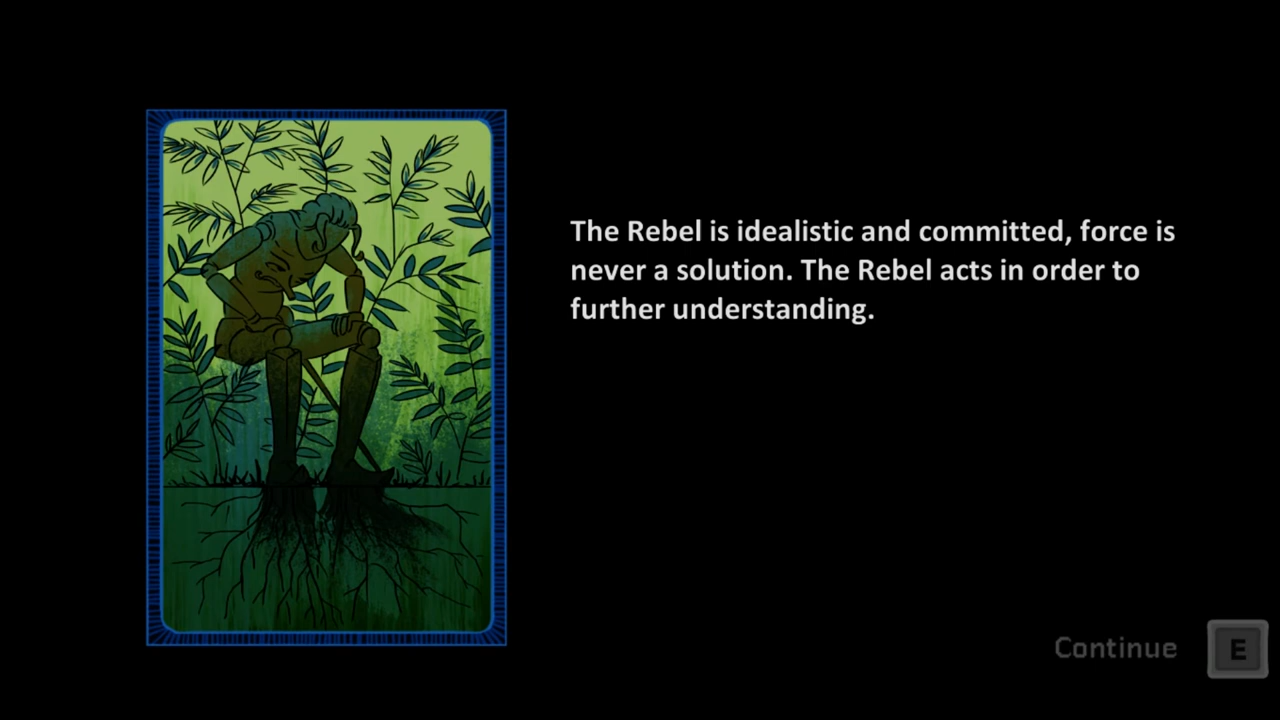 The Rebel is idealistic and committed, force is
never a solution. The Rebel acts in order to
further understanding.
Continue E